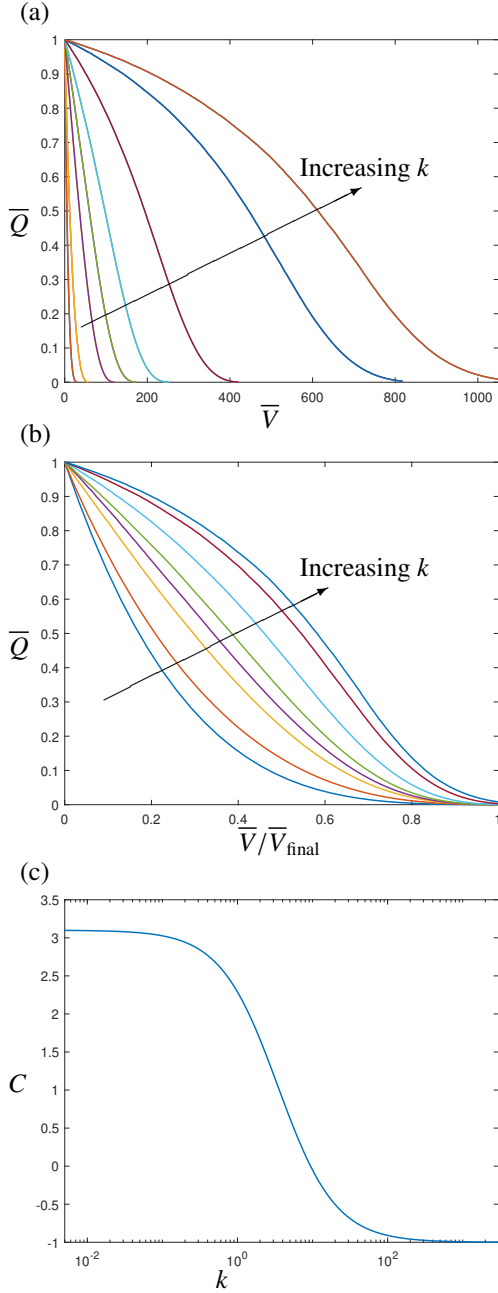 (a)
1
0.9
0.8
0.7
0.6
0.5
0.4
0.3
0.2
0.1
0
Q̅
Increasing k
0 200 400 600 800 1000
V̅
(b)
1
0.9
0.8
0.7
0.6
0.5
0.4
0.3
0.2
0.1
0
Q̅
Increasing k
0 0.2 0.4 0.6 0.8 1
V̅/V̅final
(c)
3.5
3
2.5
2
1.5
1
0.5
0
-0.5
-1
C
10⁻² 10⁰ 10²
k